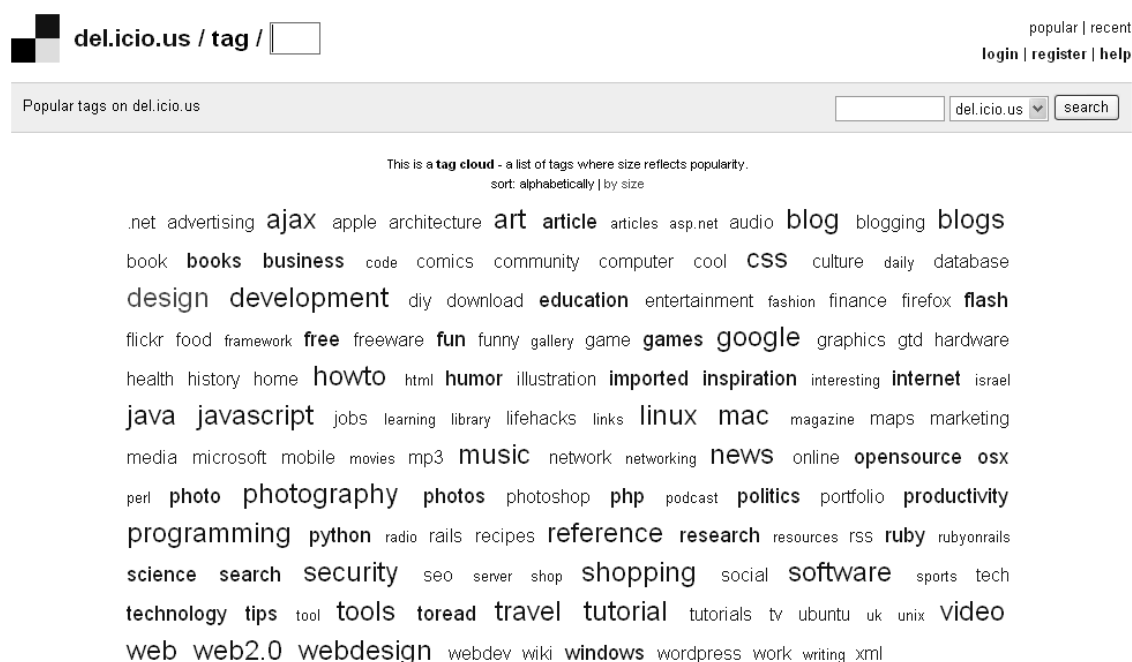 del.icio.us / tag /
popular | recent
login | register | help
Popular tags on del.icio.us
del.icio.us search
This is a tag cloud - a list of tags where size reflects popularity.
sort: alphabetically | by size
.net advertising ajax apple architecture art article articles asp.net audio blog blogging blogs
book books business code comics community computer cool css culture daily database
design development diy download education entertainment fashion finance firefox flash
flickr food framework free freeware fun funny gallery game games google graphics gtd hardware
health history home howto html humor illustration imported inspiration interesting internet israel
java javascript jobs learning library lifehacks links linux mac magazine maps marketing
media microsoft mobile movies mp3 music network networking news online opensource osx
perl photo photography photos photoshop php podcast politics portfolio productivity
programming python radio rails recipes reference research resources rss ruby rubyonrails
science search security seo server shop shopping social software sports tech
technology tips tool tools toread travel tutorial tutorials tv ubuntu uk unix video
web web2.0 webdesign webdev wiki windows wordpress work writing xml